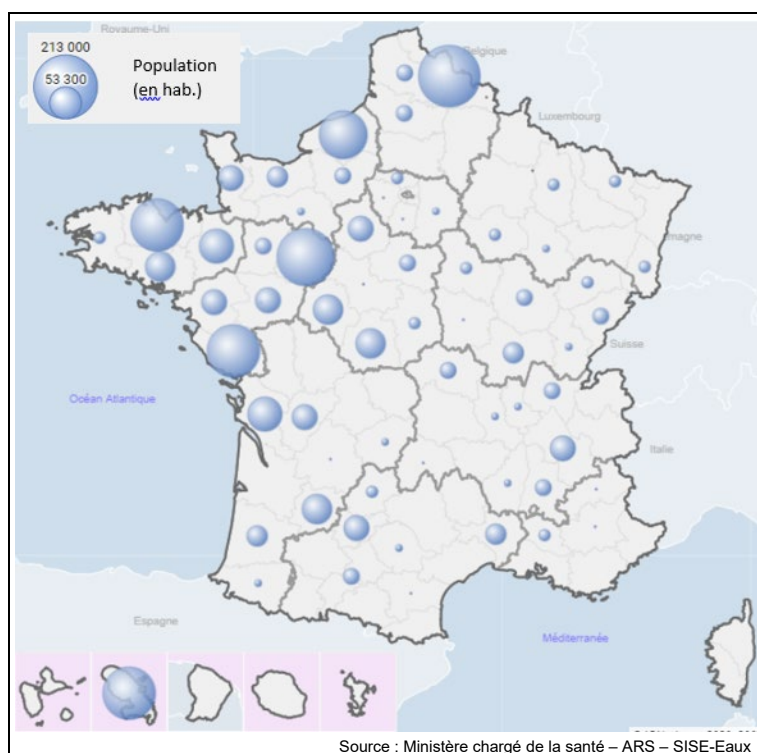 Royaume-Uni
213 000
53 300
Population
(en hab.)
Belgique
Luxembourg
Suisse
Océan Atlantique
Italie
Espagne
Méditerranée
Source : Ministère chargé de la santé – ARS – SISE-Eaux